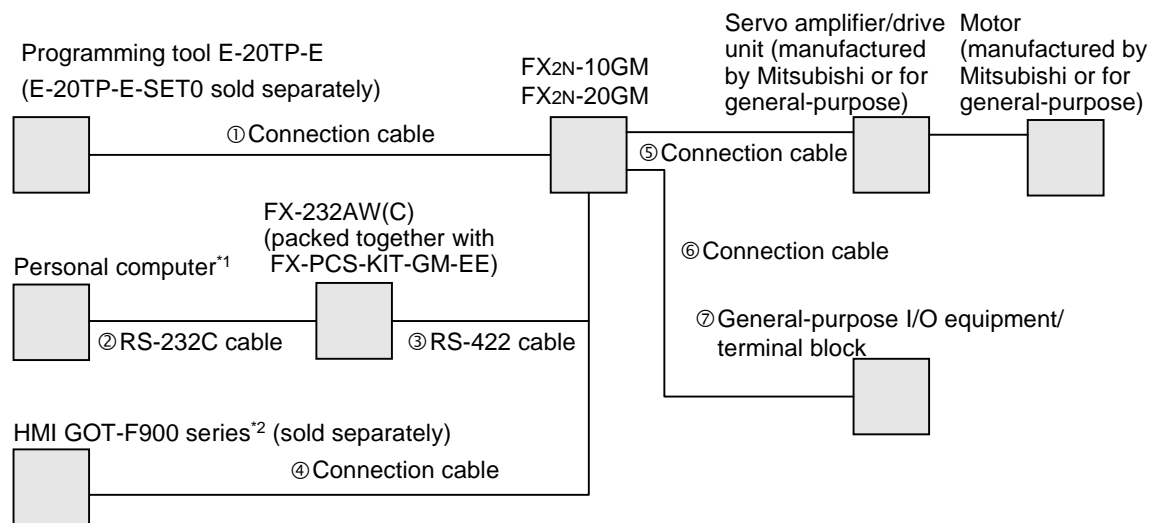 Programming tool E-20TP-E
(E-20TP-E-SET0 sold separately)
①Connection cable
FX2N-10GM
FX2N-20GM
Servo amplifier/drive
unit (manufactured
by Mitsubishi or for
general-purpose)
Motor
(manufactured by
Mitsubishi or for
general-purpose)
⑤Connection cable
FX-232AW(C)
(packed together with
FX-PCS-KIT-GM-EE)
Personal computer*1
②RS-232C cable
③RS-422 cable
⑥Connection cable
⑦General-purpose I/O equipment/
terminal block
HMI GOT-F900 series*2 (sold separately)
④Connection cable